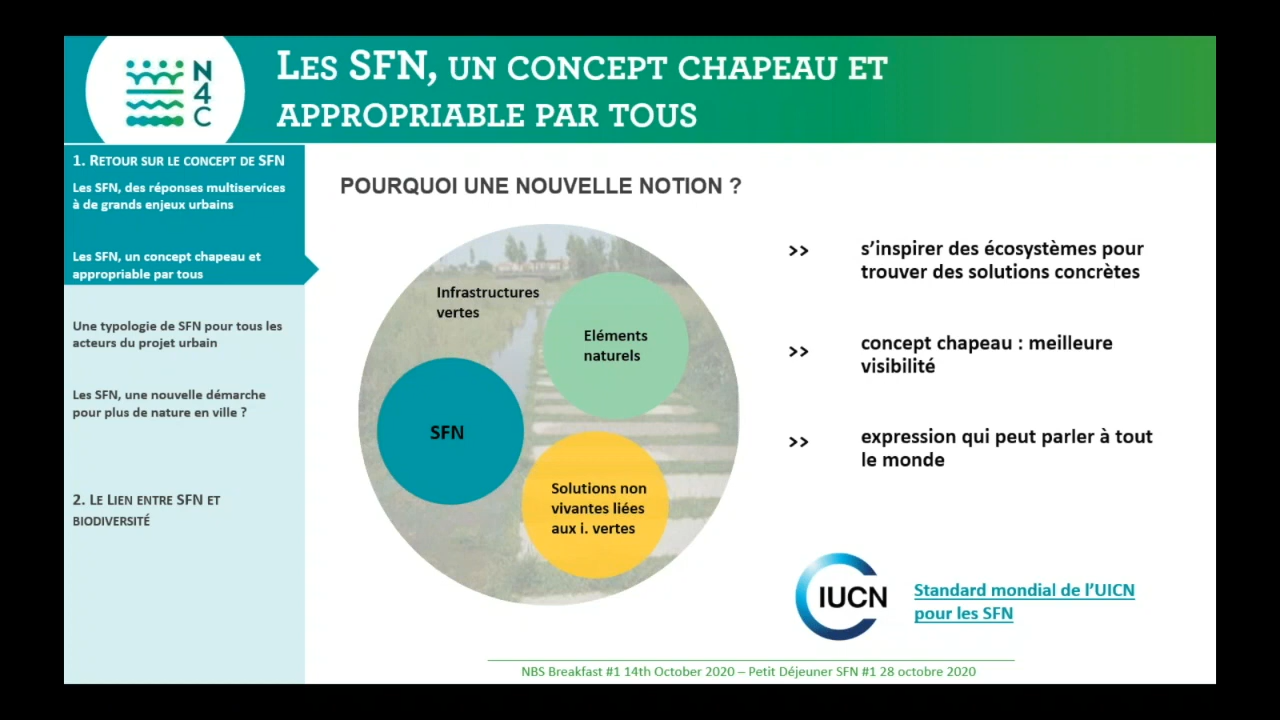 N4C
LES SFN, UN CONCEPT CHAPEAU ET
APPROPRIABLE PAR TOUS
1. RETOUR SUR LE CONCEPT DE SFN
Les SFN, des réponses multiservices
à de grands enjeux urbains
Les SFN, un concept chapeau et
appropriable par tous
Une typologie de SFN pour tous les
acteurs du projet urbain
Les SFN, une nouvelle démarche
pour plus de nature en ville ?
2. LE LIEN ENTRE SFN ET
BIODIVERSITÉ
POURQUOI UNE NOUVELLE NOTION ?
Infrastructures
vertes
Eléments
naturels
SFN
Solutions non
vivantes liées
aux i. vertes
>> s’inspirer des écosystèmes pour
trouver des solutions concrètes
>> concept chapeau : meilleure
visibilité
>> expression qui peut parler à tout
le monde
IUCN
Standard mondial de l’UICN
pour les SFN
NBS Breakfast #1 14th October 2020 – Petit Déjeuner SFN #1 28 octobre 2020